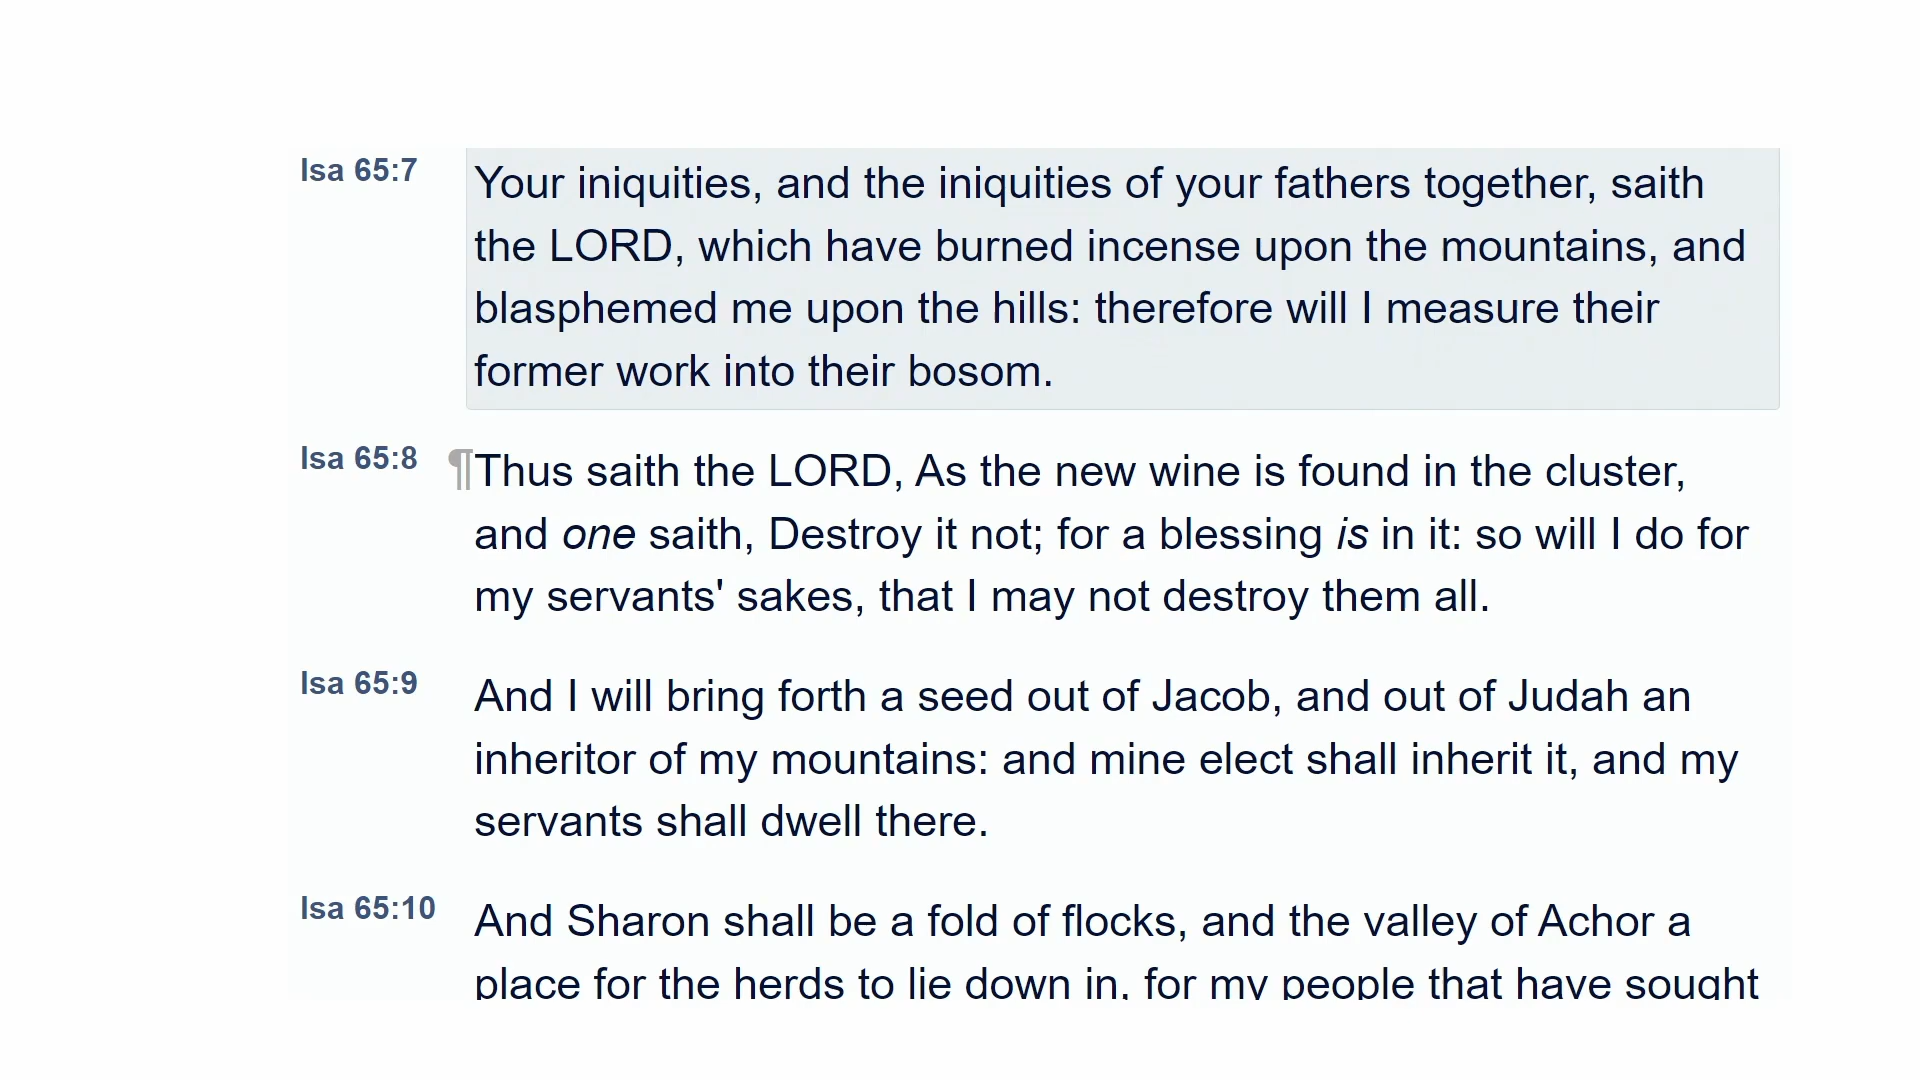 Isa 65:7 Your iniquities, and the iniquities of your fathers together, saith
the LORD, which have burned incense upon the mountains, and
blasphemed me upon the hills: therefore will I measure their
former work into their bosom.
Isa 65:8 ¶Thus saith the LORD, As the new wine is found in the cluster,
and one saith, Destroy it not; for a blessing is in it: so will I do for
my servants' sakes, that I may not destroy them all.
Isa 65:9 And I will bring forth a seed out of Jacob, and out of Judah an
inheritor of my mountains: and mine elect shall inherit it, and my
servants shall dwell there.
Isa 65:10 And Sharon shall be a fold of flocks, and the valley of Achor a
place for the herds to lie down in, for my people that have sought